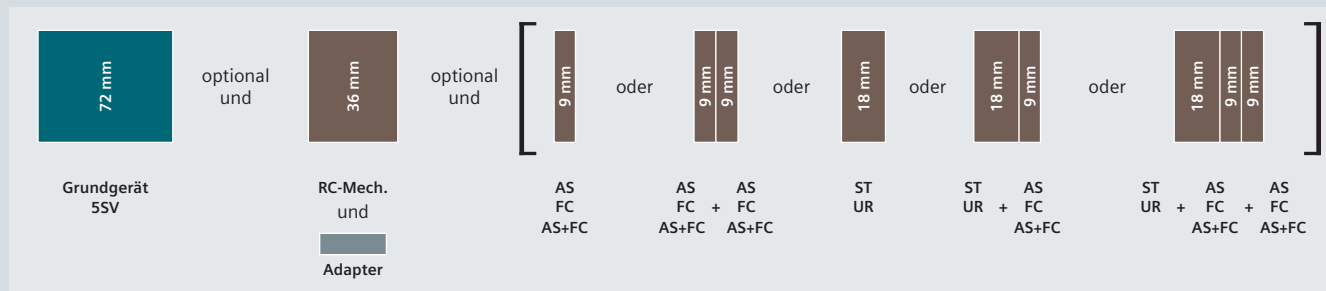 72 mm
optional
und
36 mm
optional
und
9 mm
oder
9 mm
9 mm
oder
18 mm
oder
18 mm
9 mm
oder
18 mm
9 mm
9 mm
Grundgerät
5SV
RC-Mech.
und
Adapter
AS
FC
AS+FC
AS AS
FC + FC
AS+FC AS+FC
ST
UR
ST AS
UR + FC
AS+FC
ST AS AS
UR + FC + FC
AS+FC AS+FC